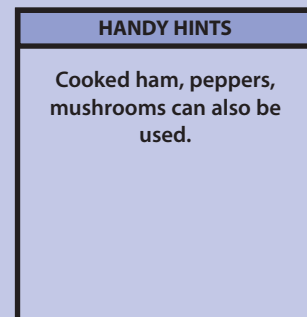 HANDY HINTS
Cooked ham, peppers,
mushrooms can also be
used.